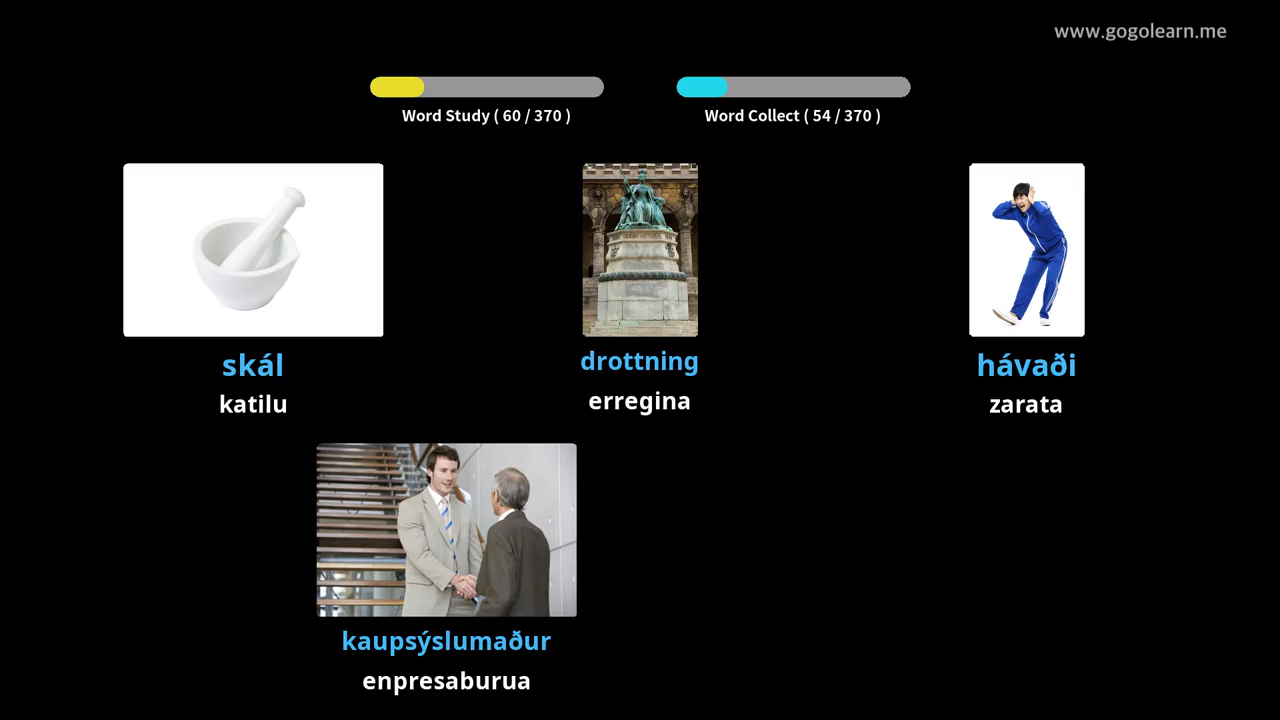 www.gogolearn.me
Word Study ( 60 / 370 )
Word Collect ( 54 / 370 )
skál
katilu
drottning
erregina
hávaði
zarata
kaupsýslumaður
enpresaburua